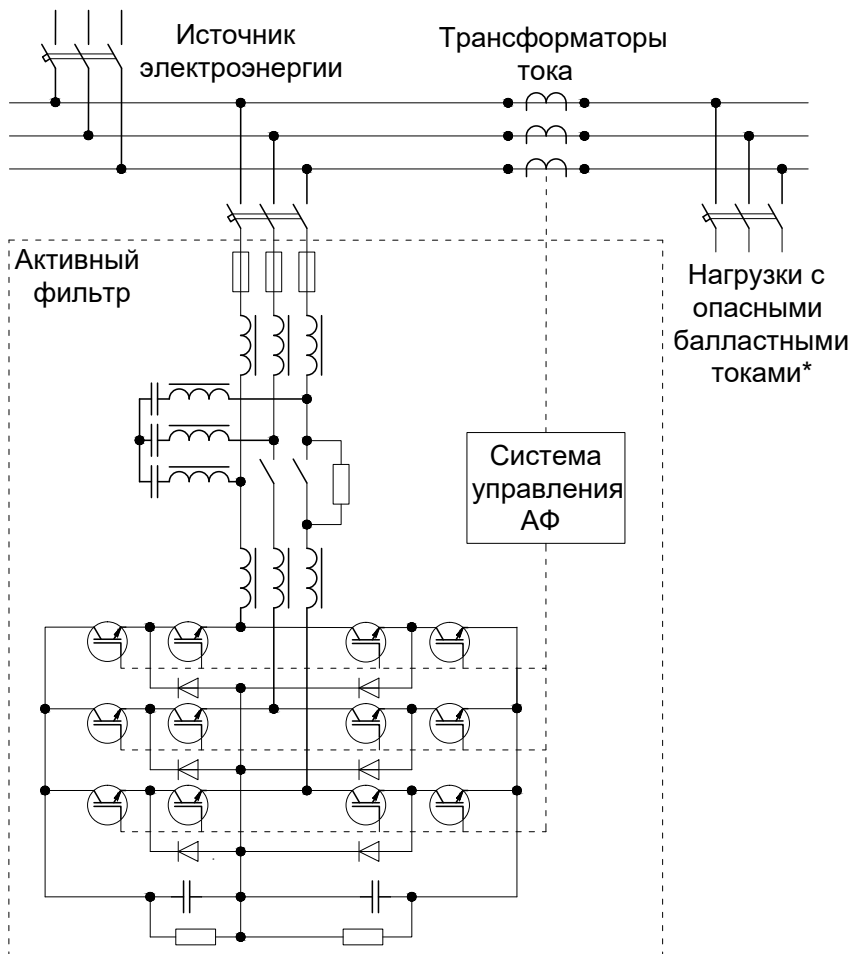 Источник
электроэнергии
Трансформаторы
тока
Активный
фильтр
Нагрузки с
опасными
балластными
токами*
Система
управления
АФ